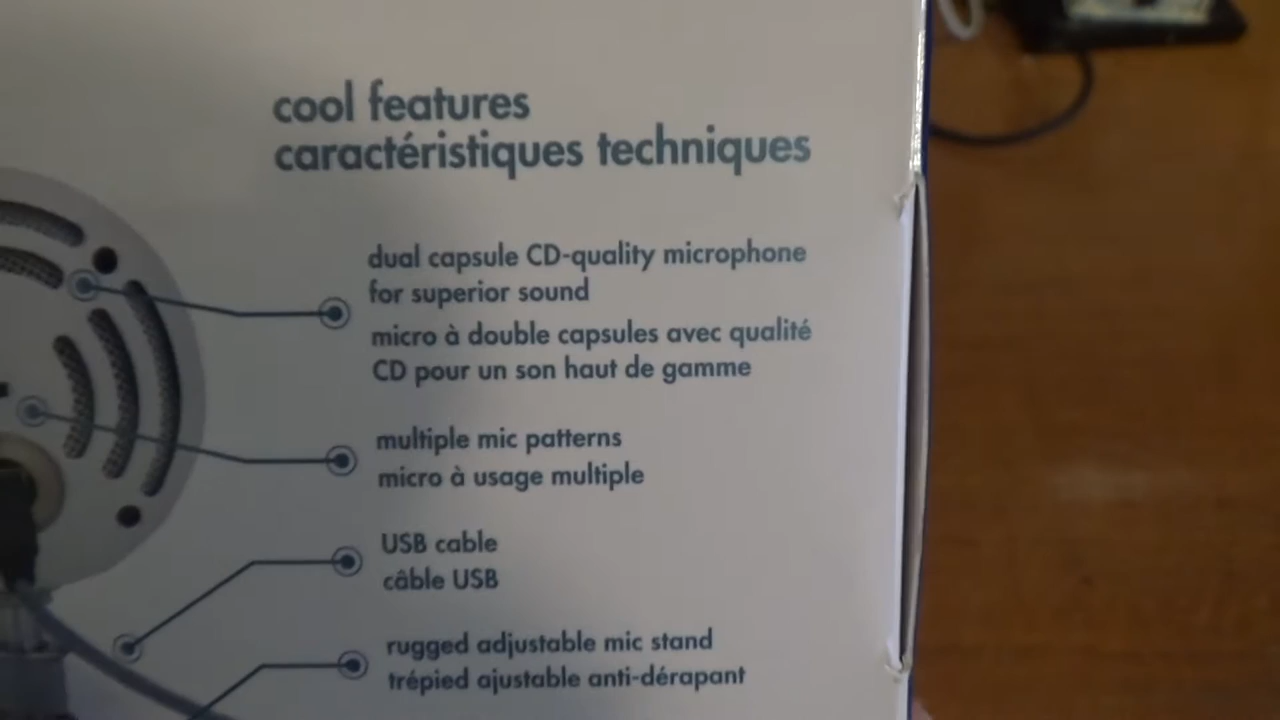 cool features
caractéristiques techniques
dual capsule CD-quality microphone
for superior sound
micro à double capsules avec qualité
CD pour un son haut de gamme
multiple mic patterns
micro à usage multiple
USB cable
câble USB
rugged adjustable mic stand
trépied ajustable anti-dérapant